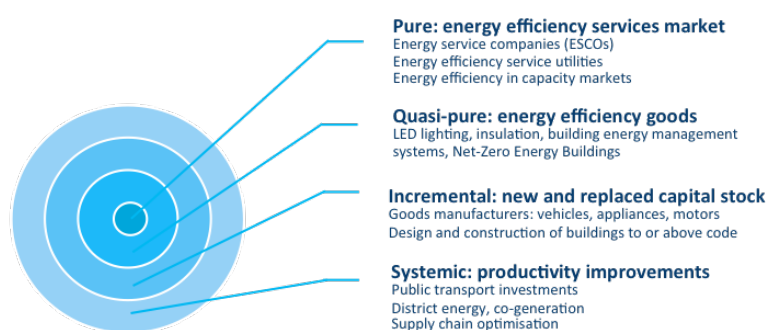 Pure: energy efficiency services market
Energy service companies (ESCOs)
Energy efficiency service utilities
Energy efficiency in capacity markets
Quasi-pure: energy efficiency goods
LED lighting, insulation, building energy management
systems, Net-Zero Energy Buildings
Incremental: new and replaced capital stock
Goods manufacturers: vehicles, appliances, motors
Design and construction of buildings to or above code
Systemic: productivity improvements
Public transport investments
District energy, co-generation
Supply chain optimisation